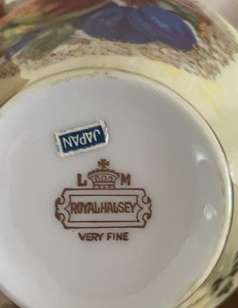 JAPAN
L M
ROYAL HALSEY
VERY FINE